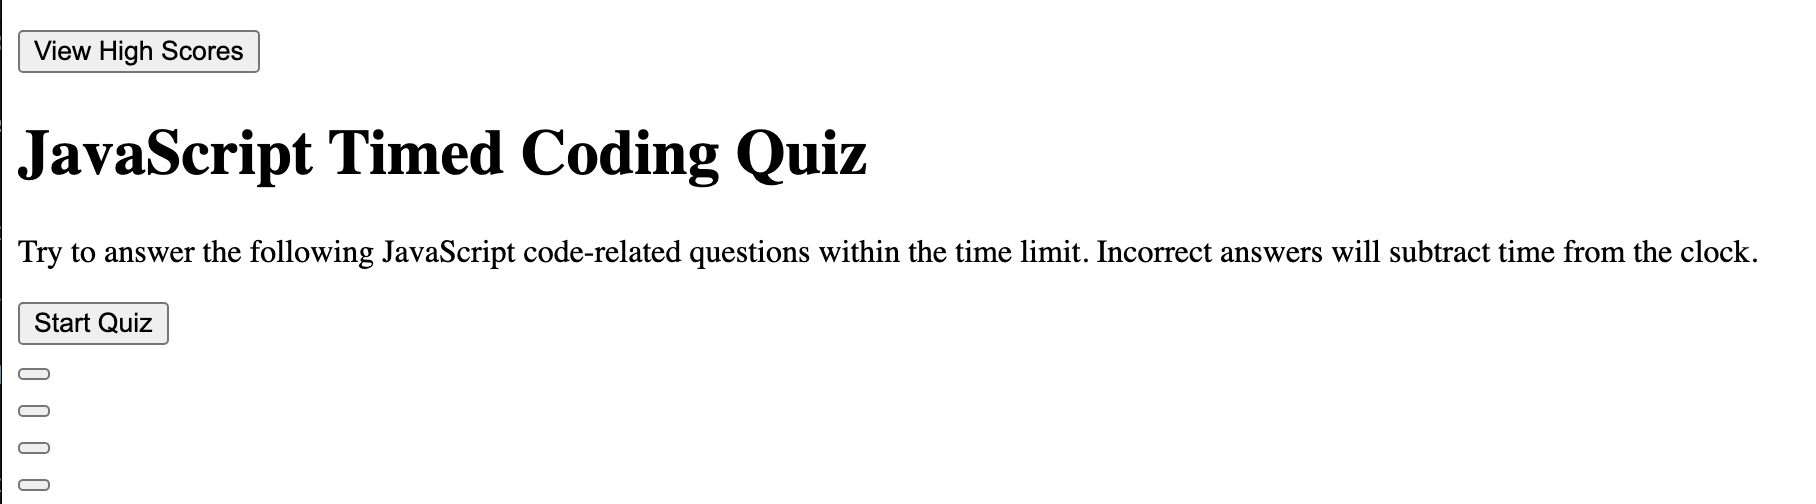 View High Scores
JavaScript Timed Coding Quiz
Try to answer the following JavaScript code-related questions within the time limit. Incorrect answers will subtract time from the clock.
Start Quiz